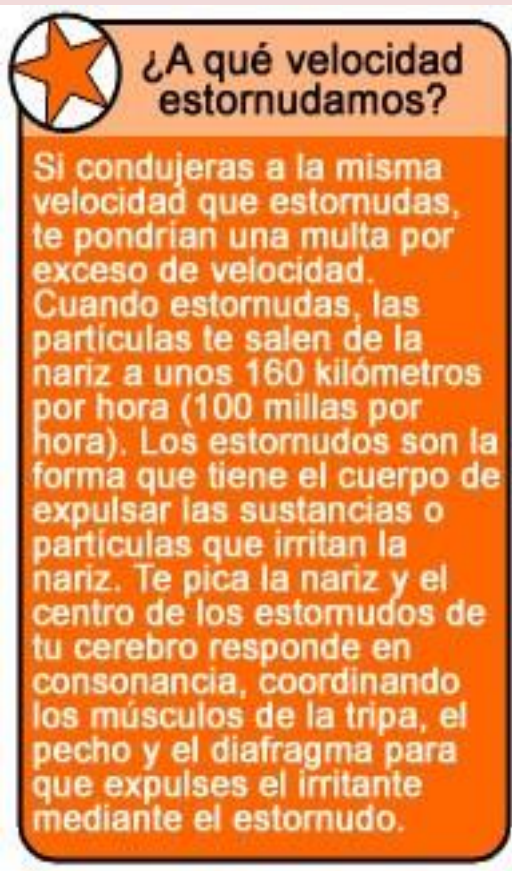 ¿A qué velocidad
estornudamos?
Si condujeras a la misma
velocidad que estornudas,
te pondrían una multa por
exceso de velocidad.
Cuando estornudas, las
partículas te salen de la
nariz a unos 160 kilómetros
por hora (100 millas por
hora). Los estornudos son la
forma que tiene el cuerpo de
expulsar las sustancias o
partículas que irritan la
nariz. Te pica la nariz y el
centro de los estornudos de
tu cerebro responde en
consonancia, coordinando
los músculos de la tripa, el
pecho y el diafragma para
que expulses el irritante
mediante el estornudo.